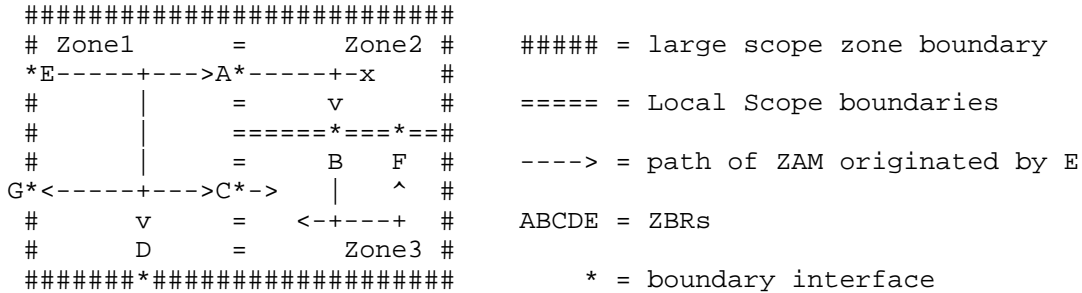 ###########################
# Zone1      =      Zone2 #    ##### = large scope zone boundary
*E-----+--->A*-----+-x    #
#      |     =     v      #    ===== = Local Scope boundaries
#      |     ======*===*==#
#      |     =     B   F  #    ----> = path of ZAM originated by E
G*<-----+--->C*->   |   ^  #
#      v     =   <-+---+  #    ABCDE = ZBRs
#      D     =      Zone3 #
#######*###################        * = boundary interface